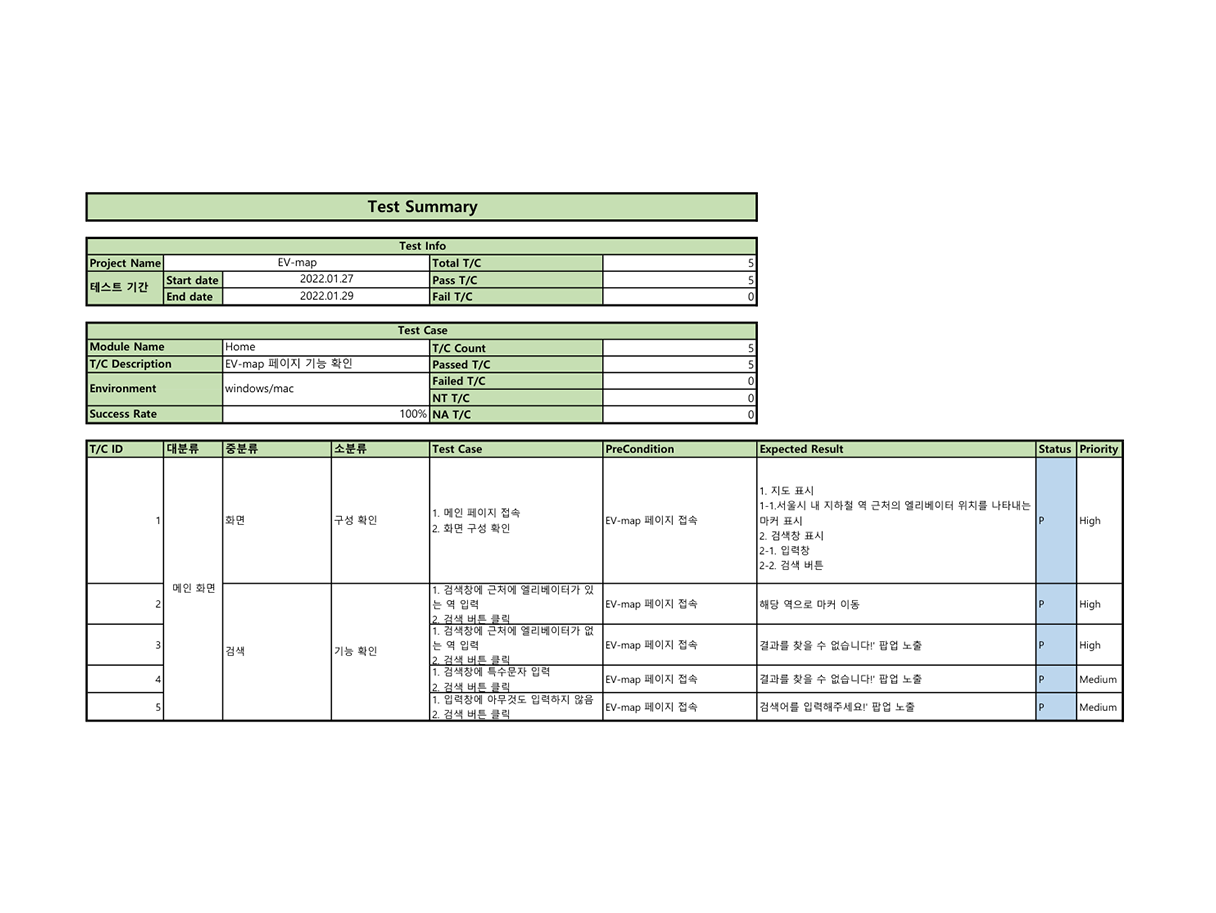 Test Summary
Test Info
Project Name EV-map Total T/C 5
테스트 기간 Start date 2022.01.27 Pass T/C 5
End date 2022.01.29 Fail T/C 0
Test Case
Module Name Home T/C Count 5
T/C Description EV-map 페이지 기능 확인 Passed T/C 5
Environment windows/mac Failed T/C 0
NT T/C 0
Success Rate 100% NA T/C 0
T/C ID 대분류 중분류 소분류 Test Case PreCondition Expected Result Status Priority
1 메인 화면 화면 구성 확인
1. 메인 페이지 접속
2. 화면 구성 확인
EV-map 페이지 접속
1. 지도 표시
1-1.서울시 내 지하철 역 근처의 엘리베이터 위치를 나타내는
마커 표시
2. 검색창 표시
2-1. 입력창
2-2. 검색 버튼
P High
2 검색 기능 확인
1. 검색창에 근처에 엘리베이터가 있
는 역 입력
2. 검색 버튼 클릭
EV-map 페이지 접속
해당 역으로 마커 이동
P High
3
1. 검색창에 근처에 엘리베이터가 없
는 역 입력
2. 검색 버튼 클릭
EV-map 페이지 접속
결과를 찾을 수 없습니다!' 팝업 노출
P High
4
1. 검색창에 특수문자 입력
2. 검색 버튼 클릭
EV-map 페이지 접속
결과를 찾을 수 없습니다!' 팝업 노출
P Medium
5
1. 입력창에 아무것도 입력하지 않음
2. 검색 버튼 클릭
EV-map 페이지 접속
검색어를 입력해주세요!' 팝업 노출
P Medium